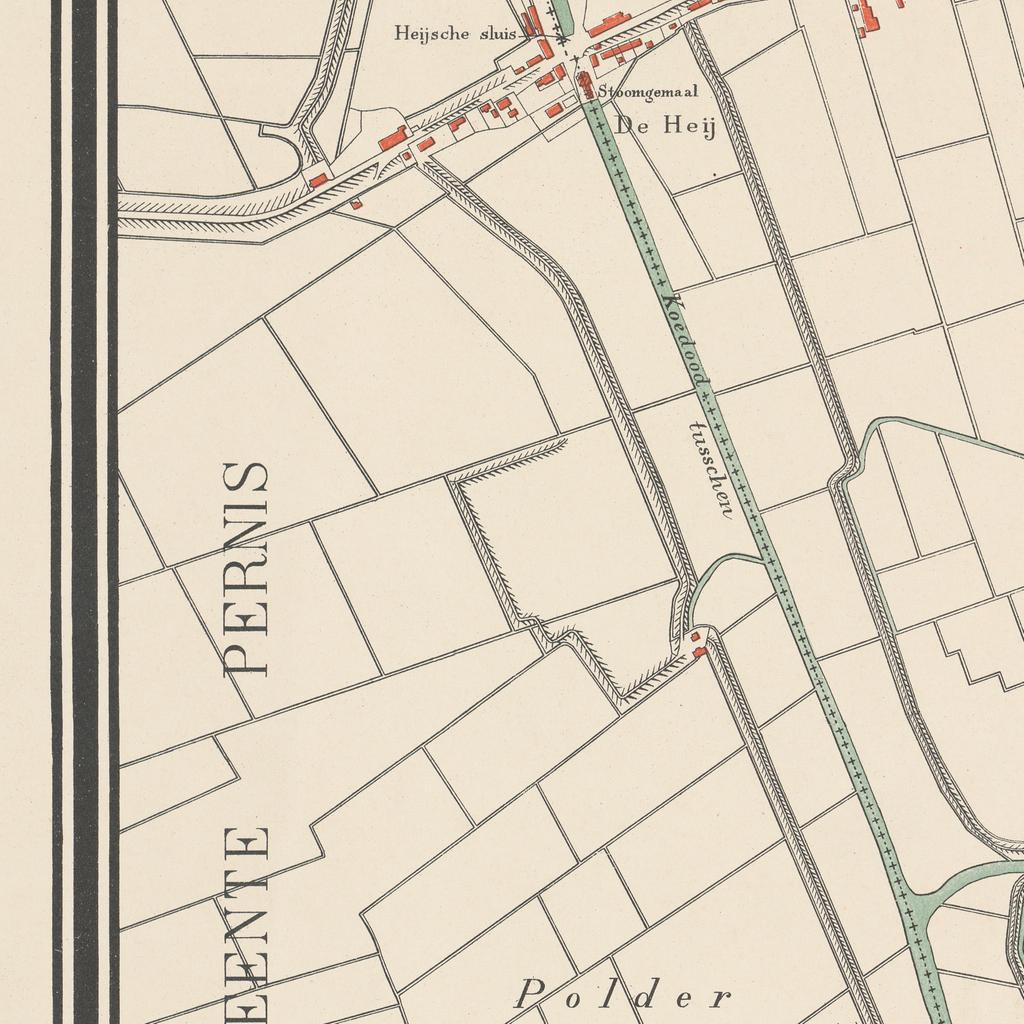 Heijsche sluis
Stoomgemaal
De Heij
Koedood
tusschen
PERNIS
EENTE
Polder